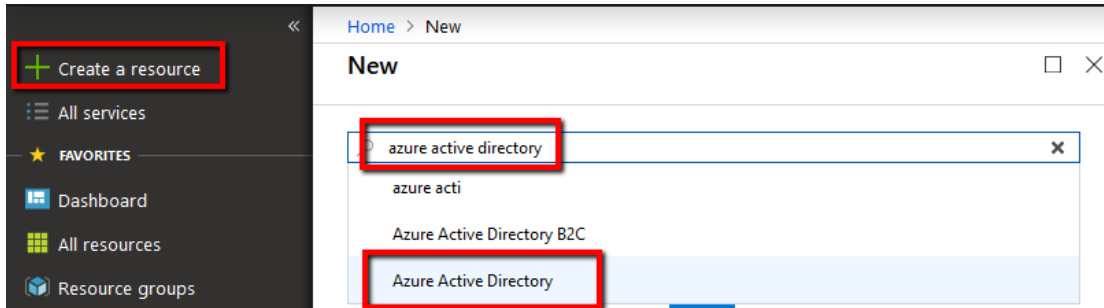 «
Create a resource
All services
FAVORITES
Dashboard
All resources
Resource groups
Home > New
New
azure active directory
azure acti
Azure Active Directory B2C
Azure Active Directory